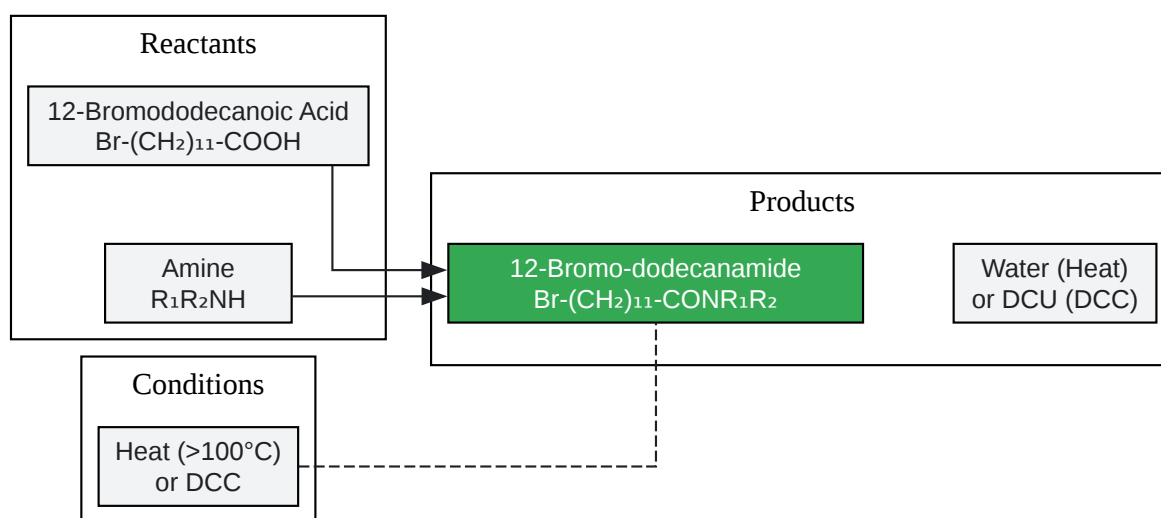 Reactants
12-Bromododecanoic Acid
Br-(CH₂)₁₁-COOH
Amine
R₁R₂NH
Products
12-Bromo-dodecanamide
Br-(CH₂)₁₁-CONR₁R₂
Water (Heat)
or DCU (DCC)
Conditions
Heat (>100°C)
or DCC